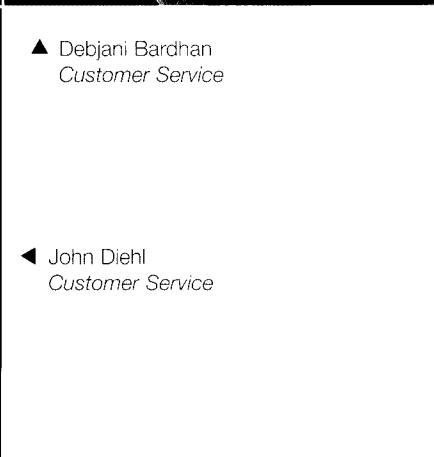 ▲ Debjani Bardhan
Customer Service
◀ John Diehl
Customer Service